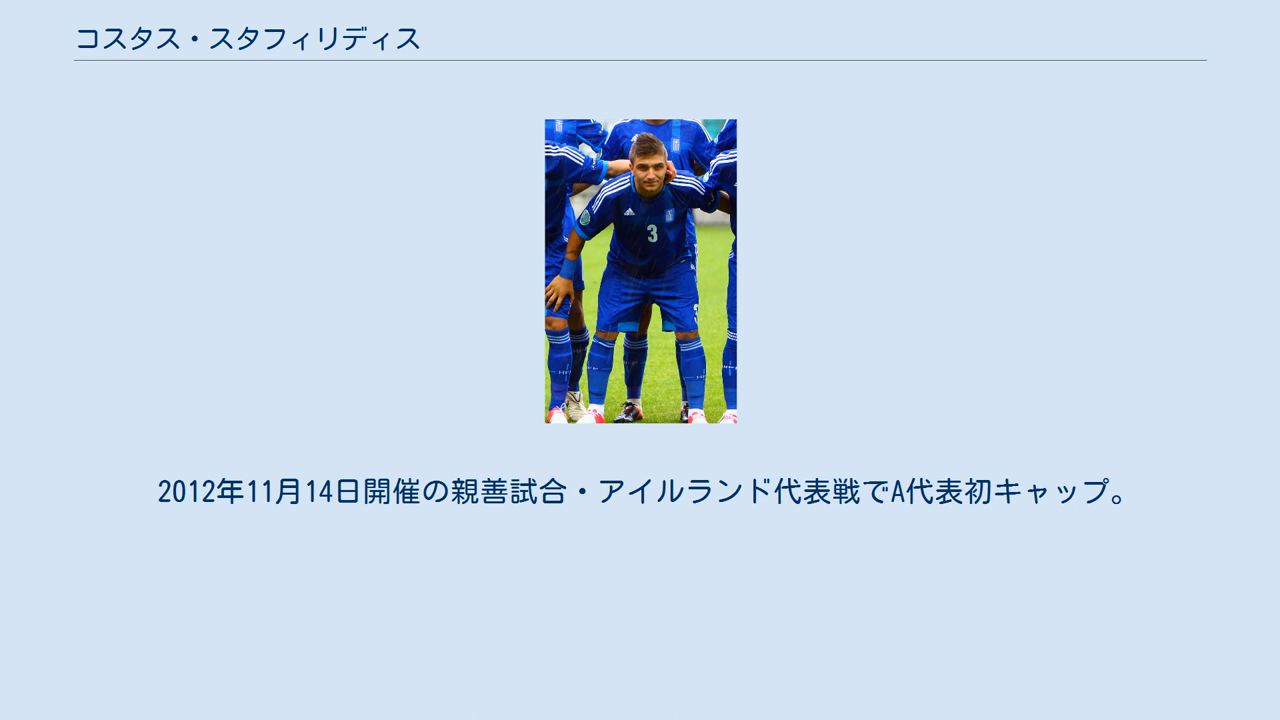 コスタス・スタフィリディス
3
2012年11月14日開催の親善試合・アイルランド代表戦でA代表初キャップ。